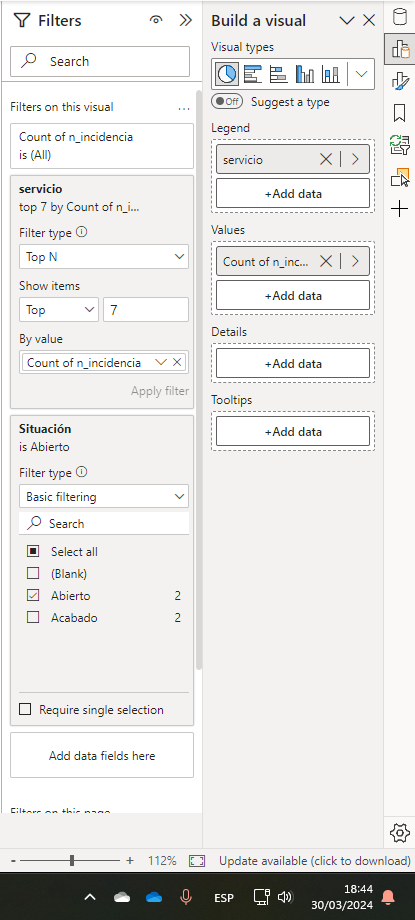 Filters
Search
Filters on this visual
...
Count of n_incidencia
is (All)
servicio
top 7 by Count of n_i...
Filter type
Top N
Show items
Top
7
By value
Count of n_incidencia
Apply filter
Situación
is Abierto
Filter type
Basic filtering
Search
Select all
(Blank)
Abierto 2
Acabado 2
Require single selection
Add data fields here
Filters on this page
Build a visual
Visual types
Off Suggest a type
Legend
servicio
+Add data
Values
Count of n_inc...
+Add data
Details
+Add data
Tooltips
+Add data
- + 112% Update available (click to download)
ESP
18:44
30/03/2024